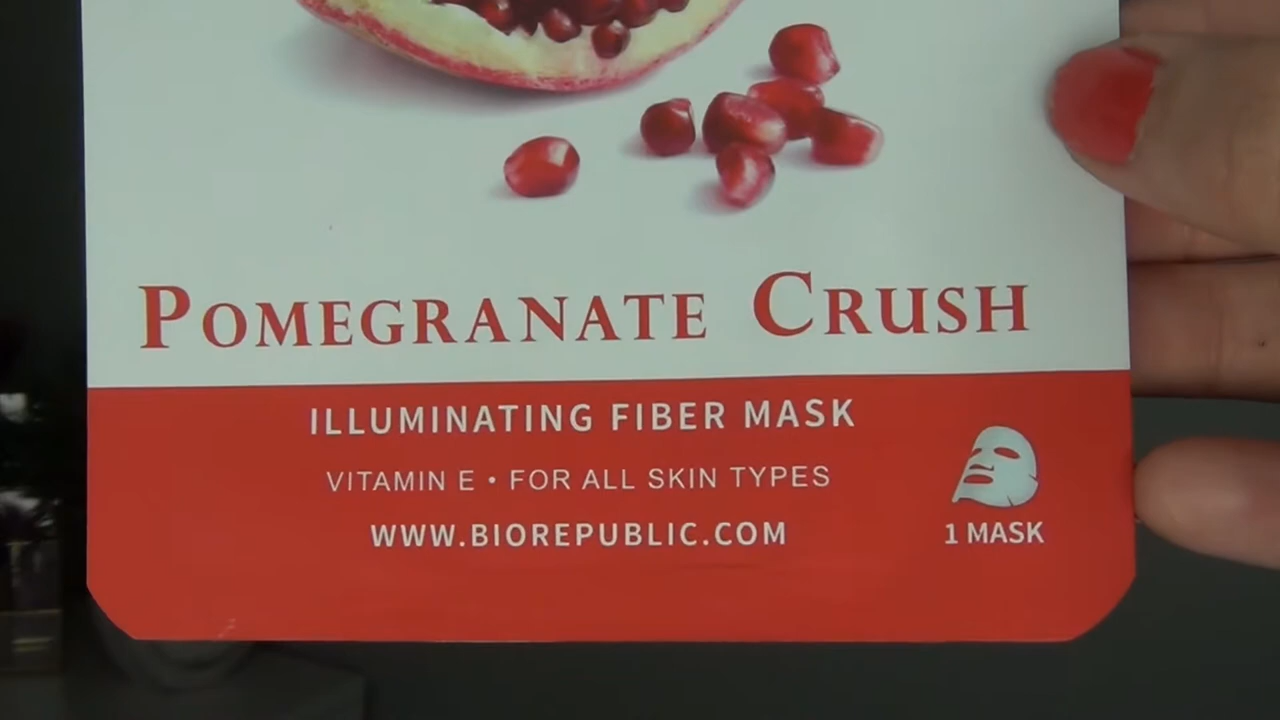 POMEGRANATE CRUSH
ILLUMINATING FIBER MASK
VITAMIN E • FOR ALL SKIN TYPES
WWW.BIOREPUBLIC.COM
1 MASK